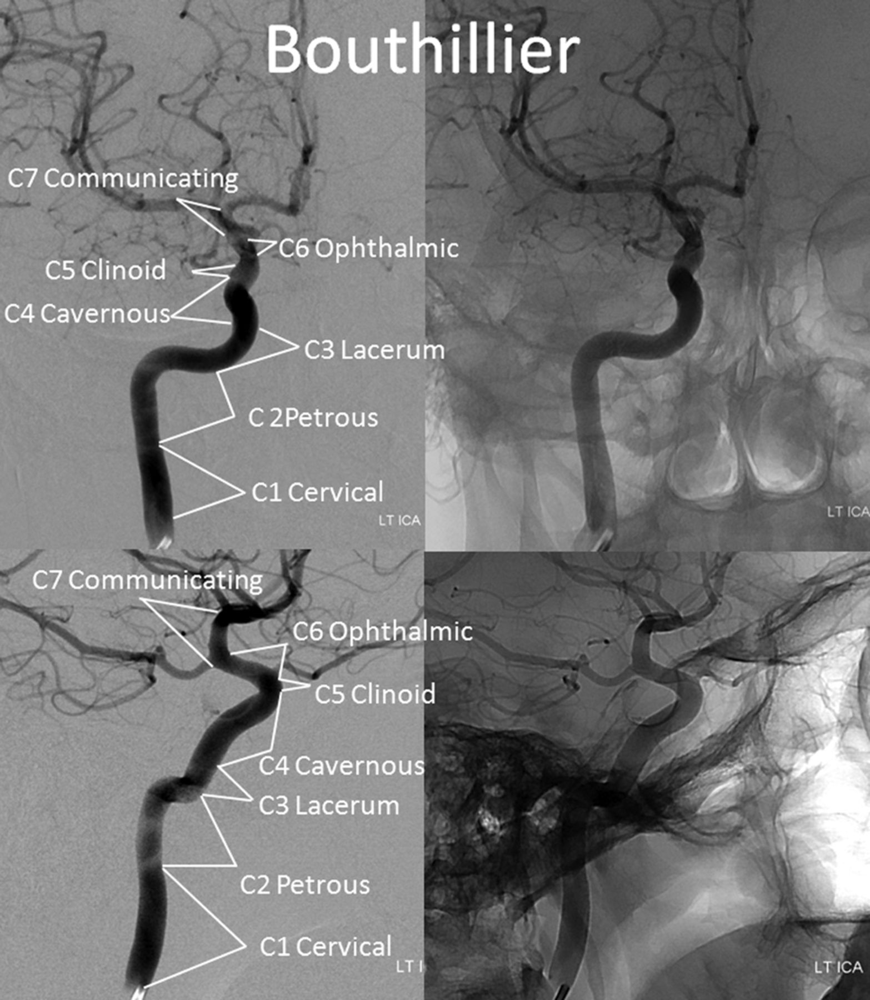 Bouthillier
C7 Communicating
C6 Ophthalmic
C5 Clinoid
C4 Cavernous
C3 Lacerum
C 2Petrous
C1 Cervical
LT ICA
LT ICA
C7 Communicating
C6 Ophthalmic
C5 Clinoid
C4 Cavernous
C3 Lacerum
C2 Petrous
C1 Cervical
LT I
LT ICA